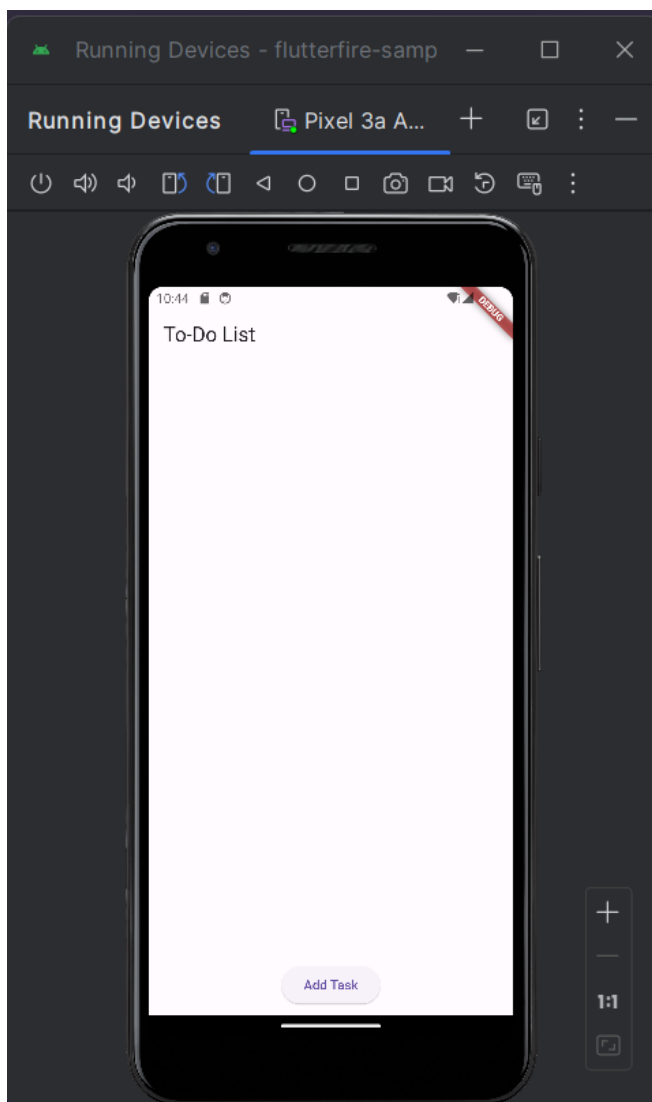 Running Devices - flutterfire-samp
Running Devices
Pixel 3a A...
10:44
DEBUG
To-Do List
Add Task
1:1